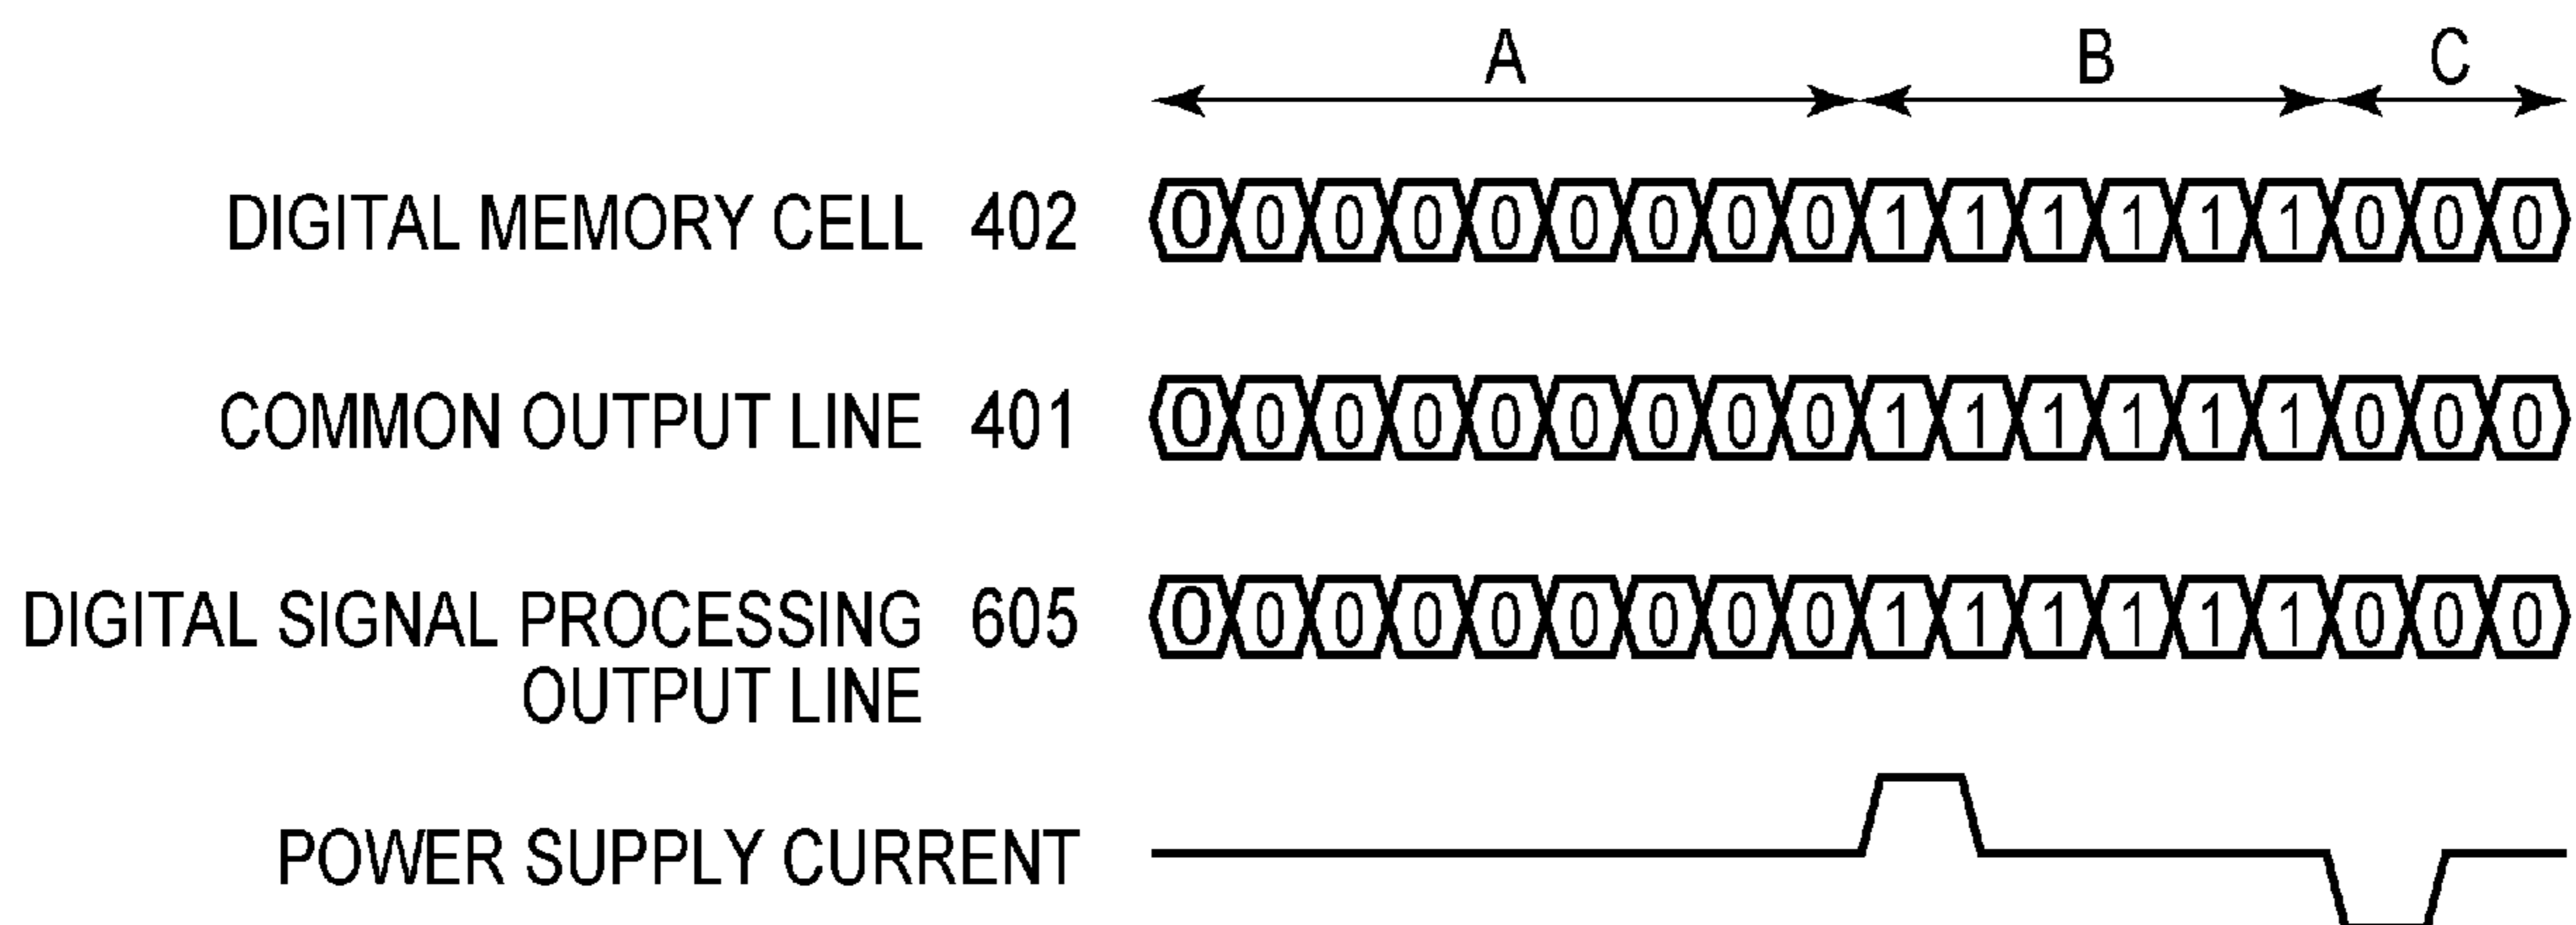 A B C
DIGITAL MEMORY CELL 402 0 0 0 0 0 0 0 0 0 1 1 1 1 1 1 0 0 0
COMMON OUTPUT LINE 401 0 0 0 0 0 0 0 0 0 1 1 1 1 1 1 0 0 0
DIGITAL SIGNAL PROCESSING 605 0 0 0 0 0 0 0 0 0 1 1 1 1 1 1 0 0 0
OUTPUT LINE
POWER SUPPLY CURRENT